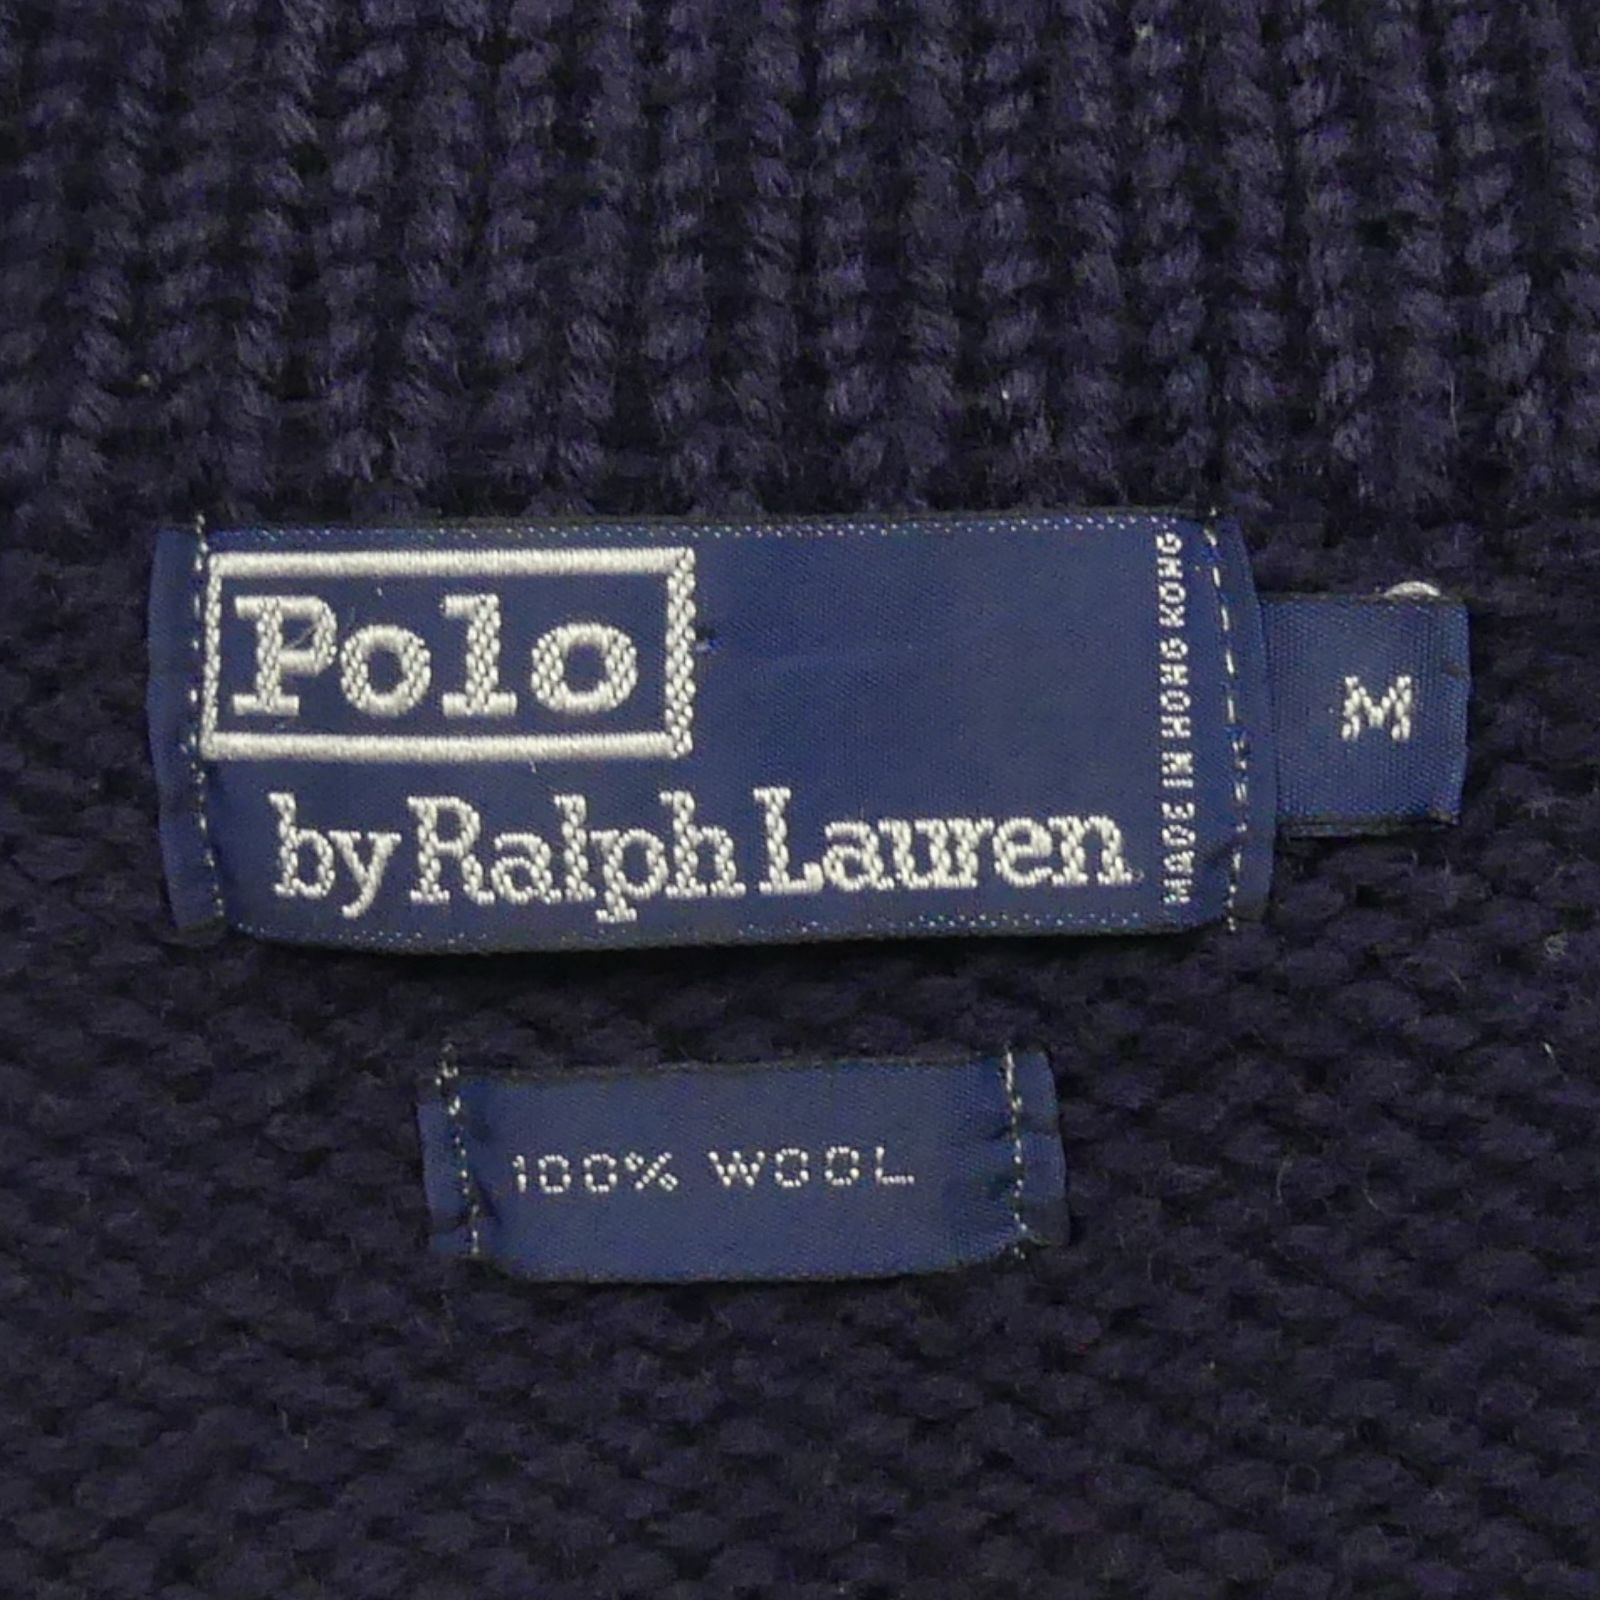 Polo
by Ralph Lauren
MADE IN HONG KONG
M
100% WOOL